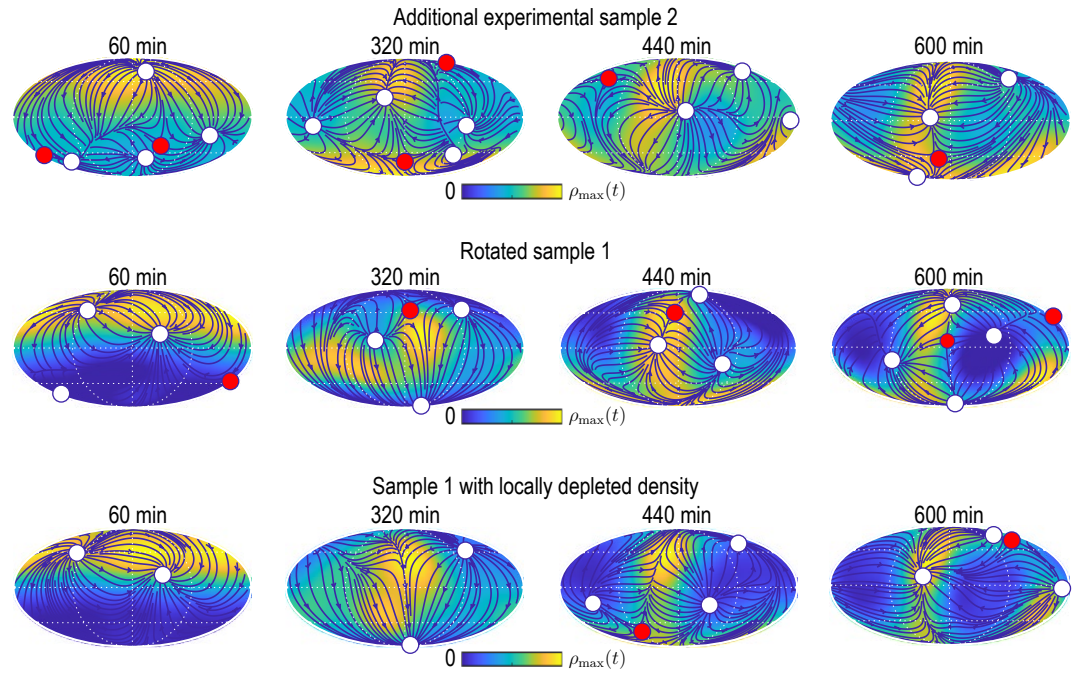 Additional experimental sample 2
60 min 320 min 440 min 600 min
0 ρmax(t)
Rotated sample 1
60 min 320 min 440 min 600 min
0 ρmax(t)
Sample 1 with locally depleted density
60 min 320 min 440 min 600 min
0 ρmax(t)